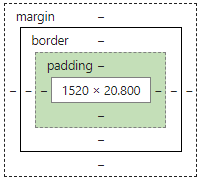 margin –
border –
padding –
– – – 1520 × 20.800 – – –
–
–
–